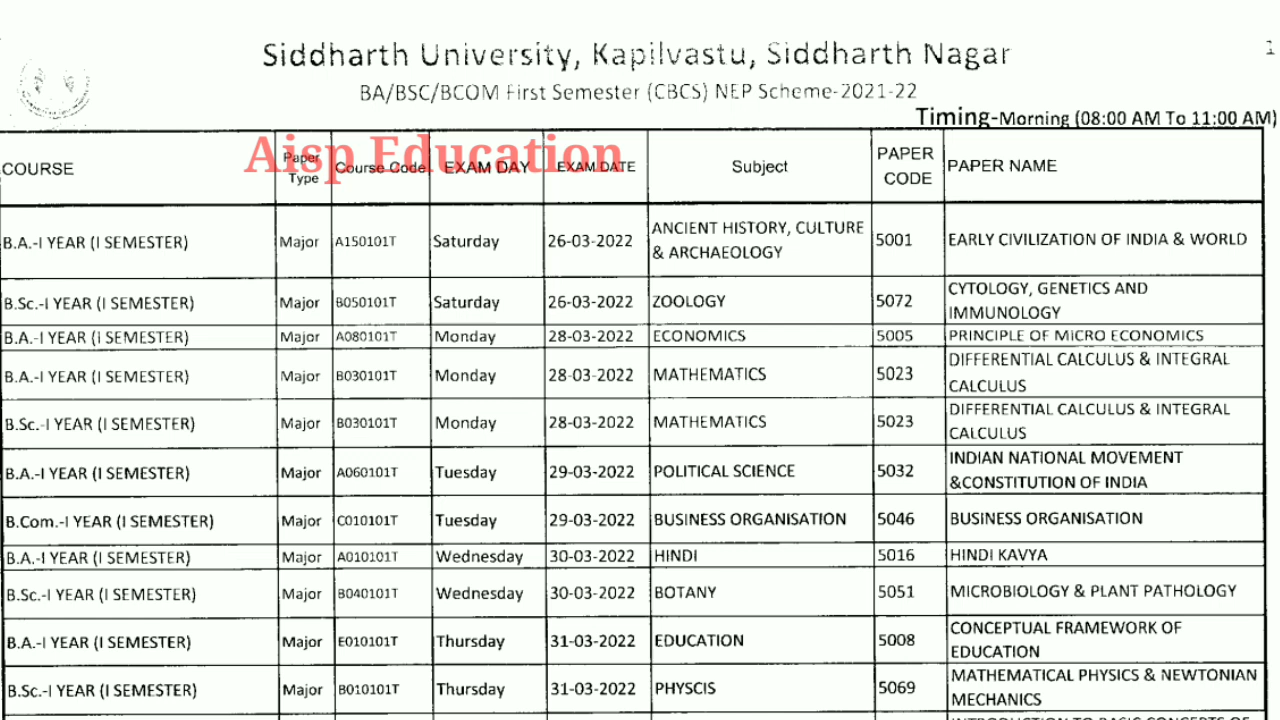 1
Siddharth University, Kapilvastu, Siddharth Nagar
BA/BSC/BCOM First Semester (CBCS) NEP Scheme-2021-22
Timing-Morning (08:00 AM To 11:00 AM)
Aisp Education
COURSE Paper Type Course Code EXAM DAY EXAM DATE Subject PAPER CODE PAPER NAME
B.A.-I YEAR (I SEMESTER) Major A150101T Saturday 26-03-2022 ANCIENT HISTORY, CULTURE & ARCHAEOLOGY 5001 EARLY CIVILIZATION OF INDIA & WORLD
B.Sc.-I YEAR (I SEMESTER) Major B050101T Saturday 26-03-2022 ZOOLOGY 5072 CYTOLOGY, GENETICS AND IMMUNOLOGY
B.A.-I YEAR (I SEMESTER) Major A080101T Monday 28-03-2022 ECONOMICS 5005 PRINCIPLE OF MICRO ECONOMICS
B.A.-I YEAR (I SEMESTER) Major B030101T Monday 28-03-2022 MATHEMATICS 5023 DIFFERENTIAL CALCULUS & INTEGRAL CALCULUS
B.Sc.-I YEAR (I SEMESTER) Major B030101T Monday 28-03-2022 MATHEMATICS 5023 DIFFERENTIAL CALCULUS & INTEGRAL CALCULUS
B.A.-I YEAR (I SEMESTER) Major A060101T Tuesday 29-03-2022 POLITICAL SCIENCE 5032 INDIAN NATIONAL MOVEMENT &CONSTITUTION OF INDIA
B.Com.-I YEAR (I SEMESTER) Major C010101T Tuesday 29-03-2022 BUSINESS ORGANISATION 5046 BUSINESS ORGANISATION
B.A.-I YEAR (I SEMESTER) Major A010101T Wednesday 30-03-2022 HINDI 5016 HINDI KAVYA
B.Sc.-I YEAR (I SEMESTER) Major B040101T Wednesday 30-03-2022 BOTANY 5051 MICROBIOLOGY & PLANT PATHOLOGY
B.A.-I YEAR (I SEMESTER) Major E010101T Thursday 31-03-2022 EDUCATION 5008 CONCEPTUAL FRAMEWORK OF EDUCATION
B.Sc.-I YEAR (I SEMESTER) Major B010101T Thursday 31-03-2022 PHYSCIS 5069 MATHEMATICAL PHYSICS & NEWTONIAN MECHANICS